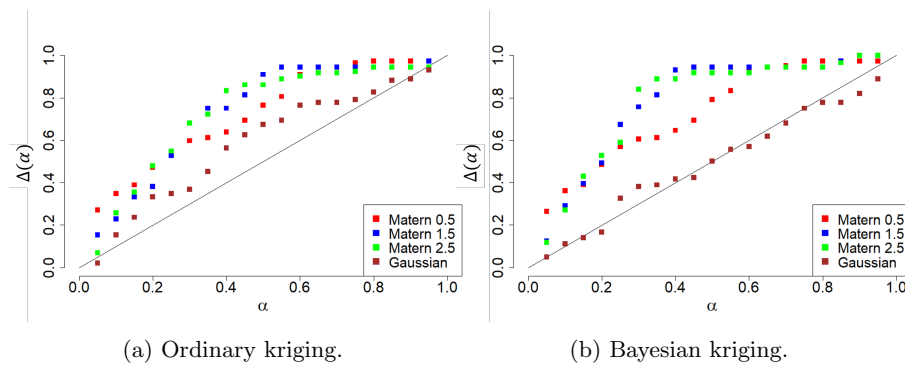 Δ(α)
1.0
0.8
0.6
0.4
0.2
0.0
Matern 0.5
Matern 1.5
Matern 2.5
Gaussian
0.0 0.2 0.4 0.6 0.8 1.0
α
(a) Ordinary kriging.
Δ(α)
1.0
0.8
0.6
0.4
0.2
0.0
Matern 0.5
Matern 1.5
Matern 2.5
Gaussian
0.0 0.2 0.4 0.6 0.8 1.0
α
(b) Bayesian kriging.